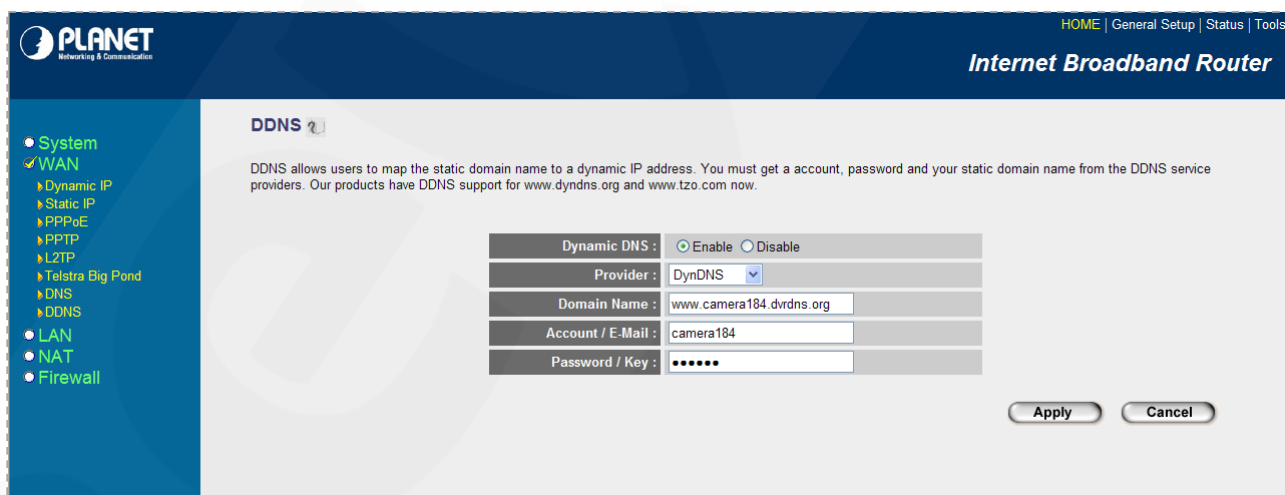 PLANET
Networking & Communication
HOME | General Setup | Status | Tools
Internet Broadband Router
System
WAN
Dynamic IP
Static IP
PPPoE
PPTP
L2TP
Telstra Big Pond
DNS
DDNS
LAN
NAT
Firewall
DDNS
DDNS allows users to map the static domain name to a dynamic IP address. You must get a account, password and your static domain name from the DDNS service
providers. Our products have DDNS support for www.dyndns.org and www.tzo.com now.
Dynamic DNS : Enable Disable
Provider : DynDNS
Domain Name : www.camera184.dvrdns.org
Account / E-Mail : camera184
Password / Key : ••••••
Apply Cancel